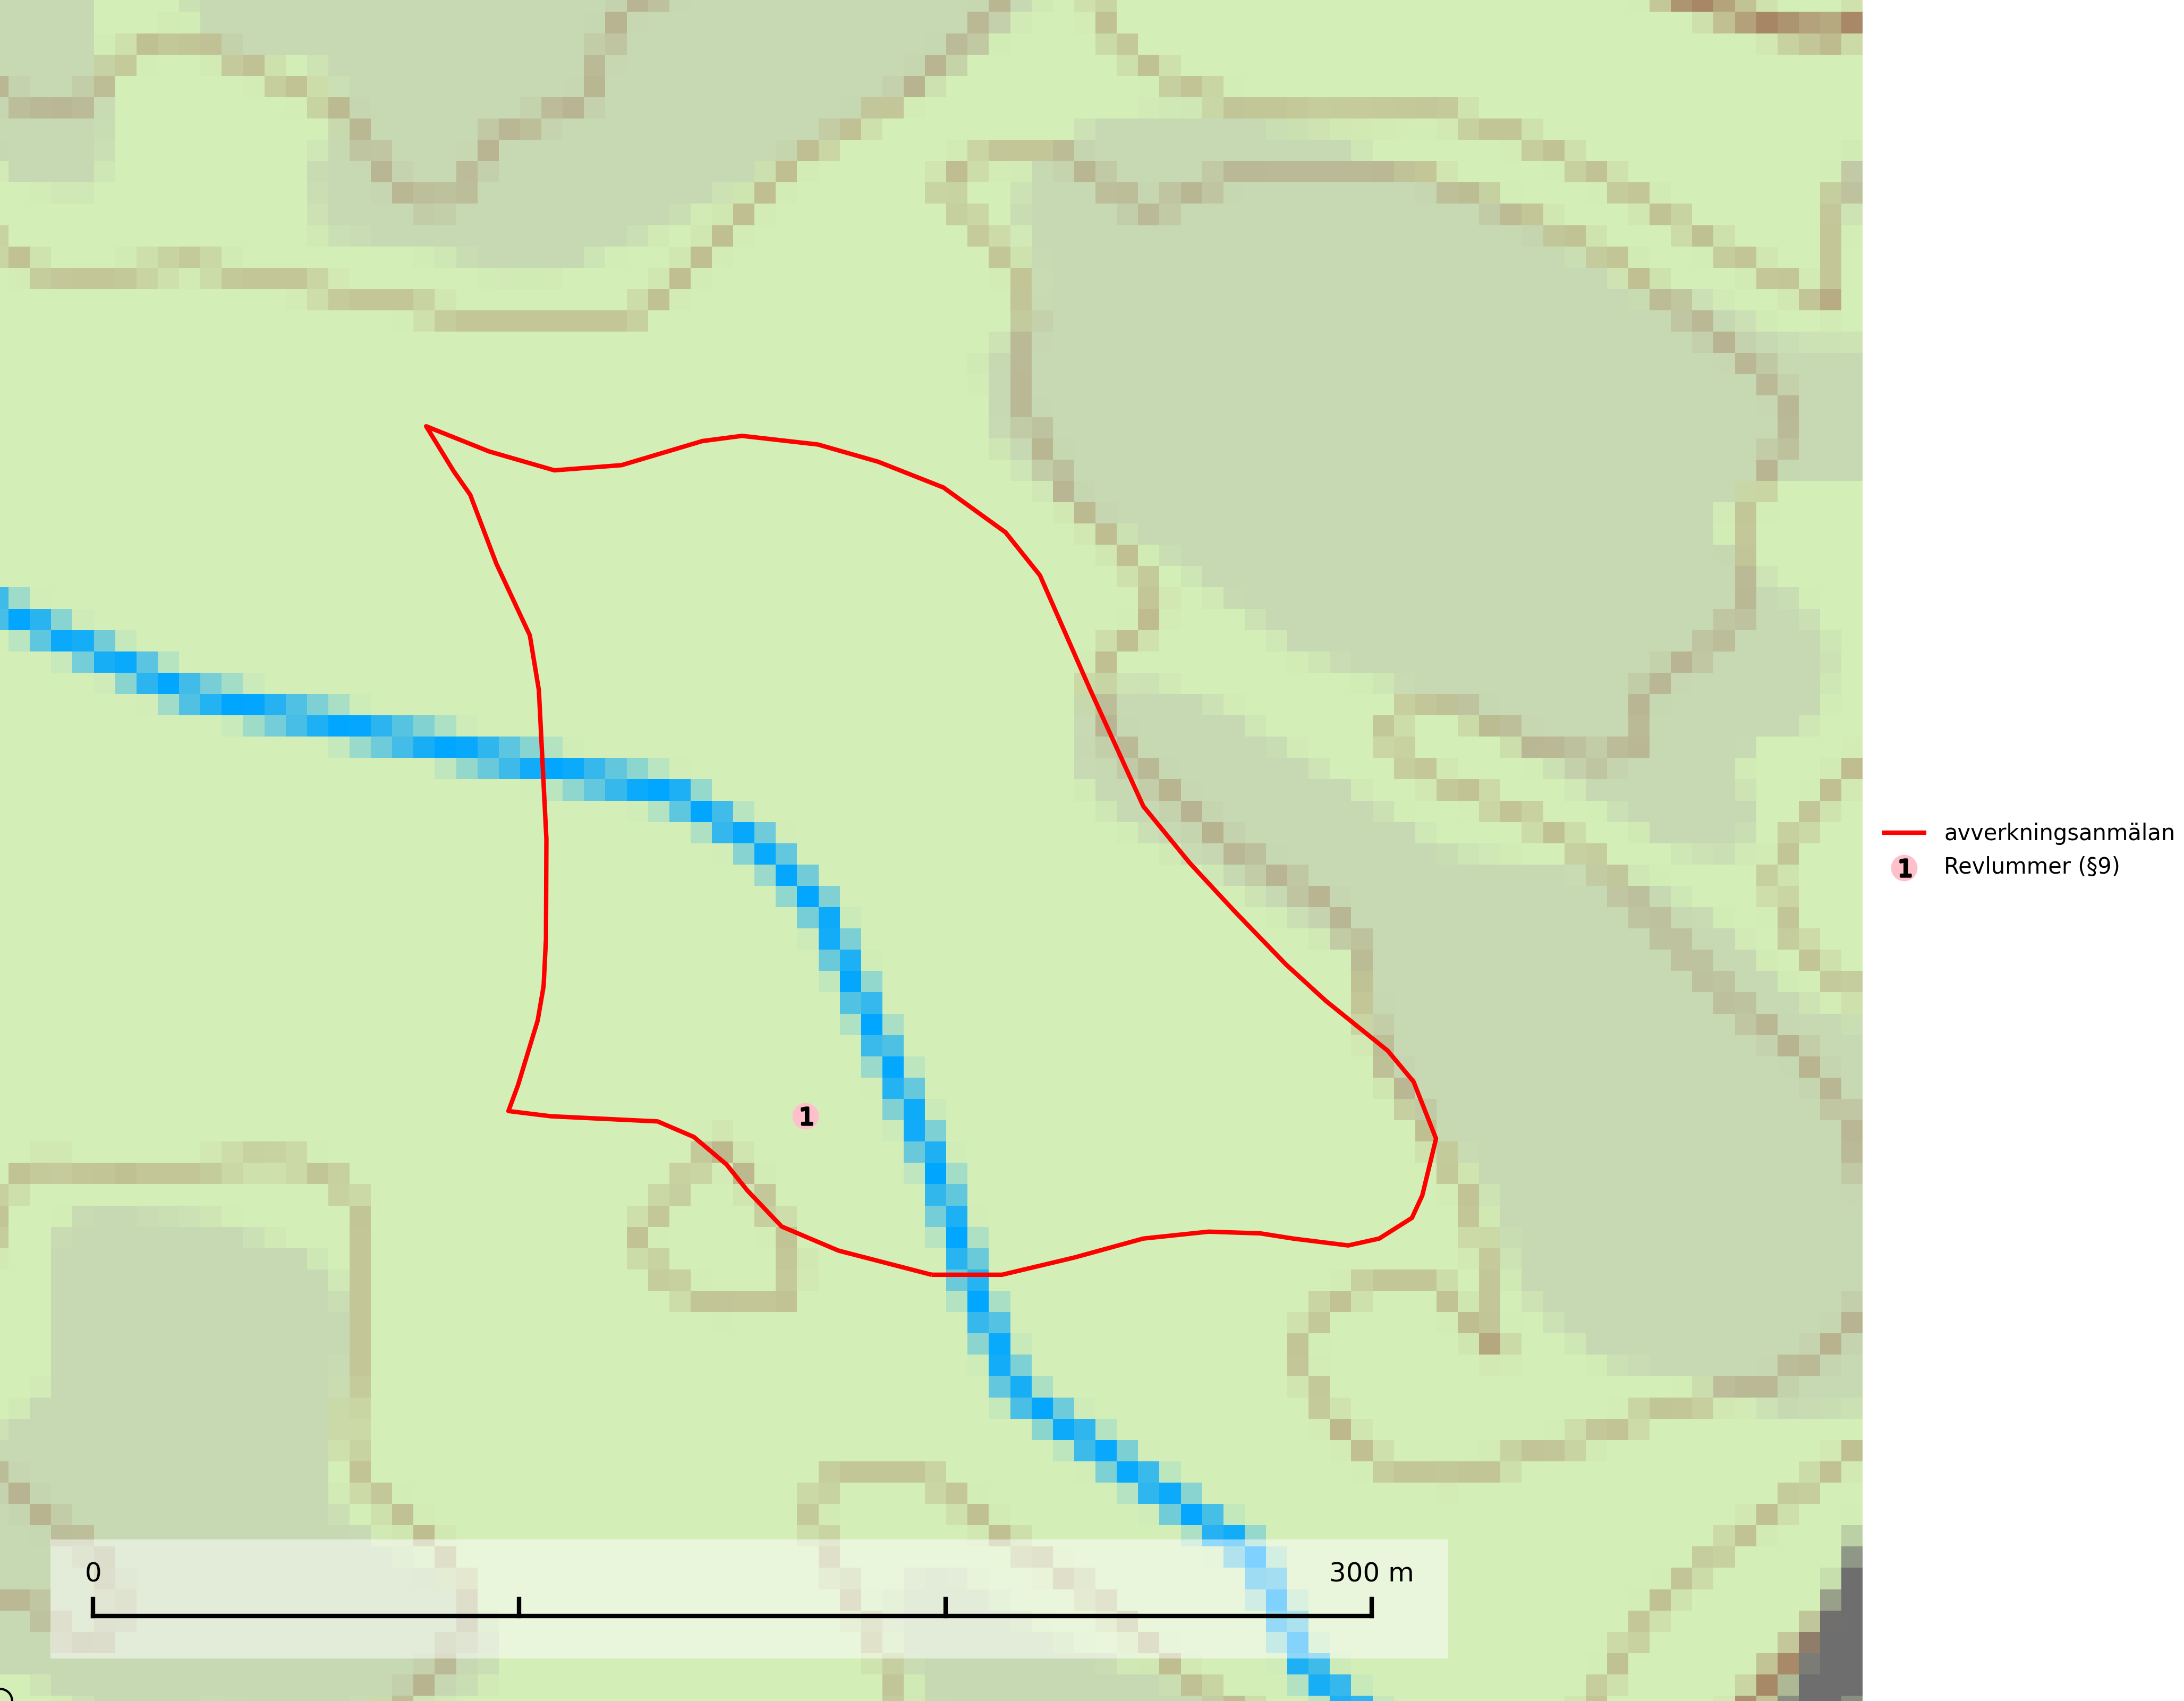 avverkningsanmälan
1 Revlummer (§9)
1
0 300 m